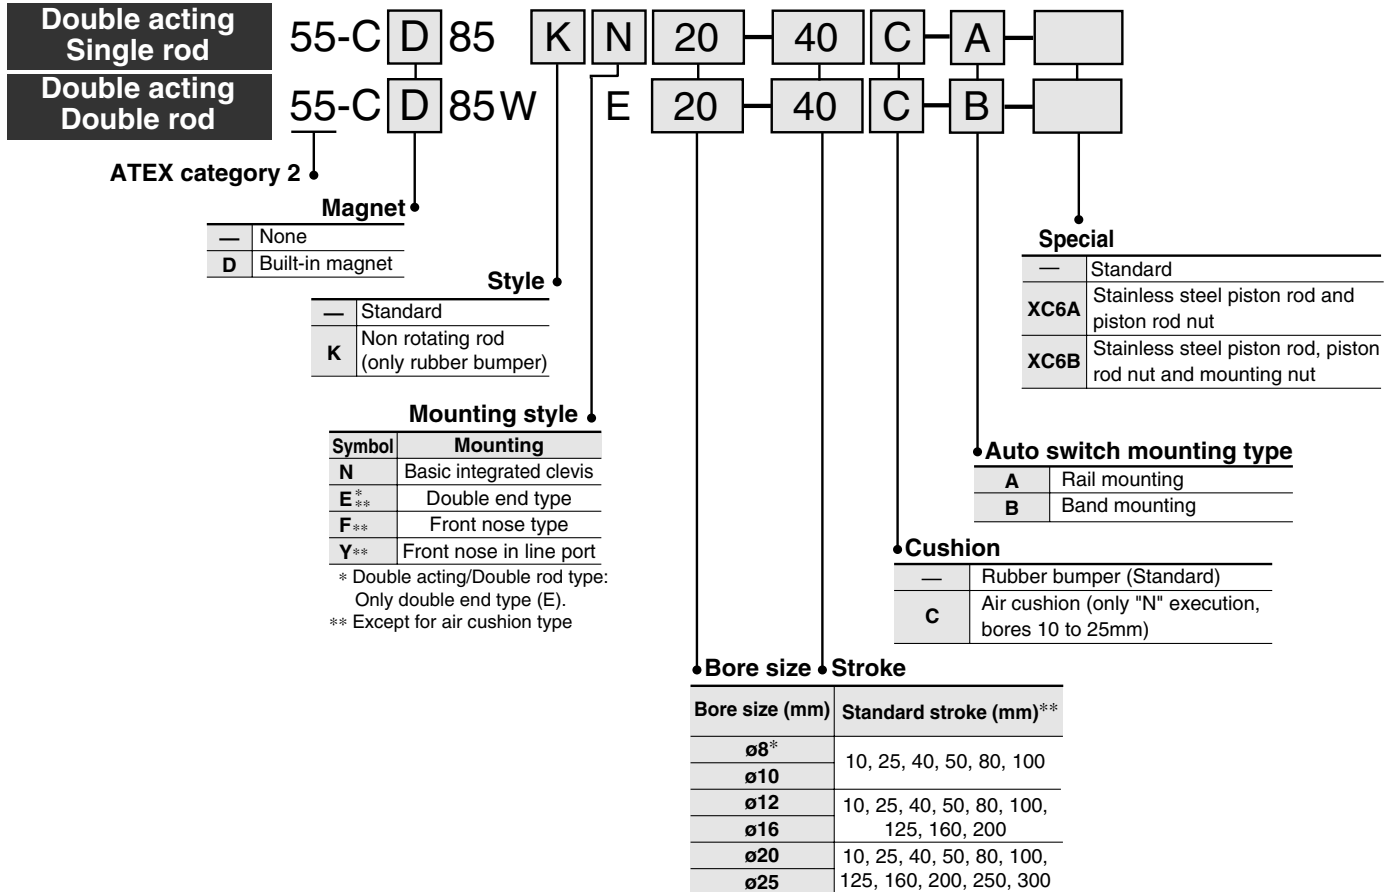 Double acting
Single rod
55-C D 85 K N 20 - 40 C - A -
Double acting
Double rod
55-C D 85W E 20 - 40 C - B -
ATEX category 2
Magnet
— None
D Built-in magnet
Style
— Standard
K Non rotating rod
(only rubber bumper)
Mounting style
Symbol Mounting
N Basic integrated clevis
E*** Double end type
F** Front nose type
Y** Front nose in line port
* Double acting/Double rod type:
Only double end type (E).
** Except for air cushion type
Special
— Standard
XC6A Stainless steel piston rod and
piston rod nut
XC6B Stainless steel piston rod, piston
rod nut and mounting nut
Auto switch mounting type
A Rail mounting
B Band mounting
Cushion
— Rubber bumper (Standard)
C Air cushion (only "N" execution,
bores 10 to 25mm)
Bore size Stroke
Bore size (mm) Standard stroke (mm)**
ø8*
ø10
10, 25, 40, 50, 80, 100
ø12
ø16
10, 25, 40, 50, 80, 100,
125, 160, 200
ø20
ø25
10, 25, 40, 50, 80, 100,
125, 160, 200, 250, 300